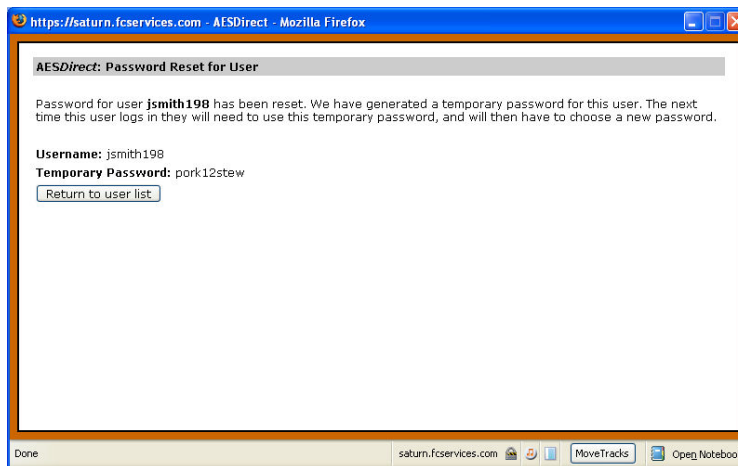 https://saturn.fcservices.com - AESDirect - Mozilla Firefox
AESDirect: Password Reset for User
Password for user jsmith198 has been reset. We have generated a temporary password for this user. The next
time this user logs in they will need to use this temporary password, and will then have to choose a new password.
Username: jsmith198
Temporary Password: pork12stew
Return to user list
Done saturn.fcservices.com MoveTracks Open Noteboo